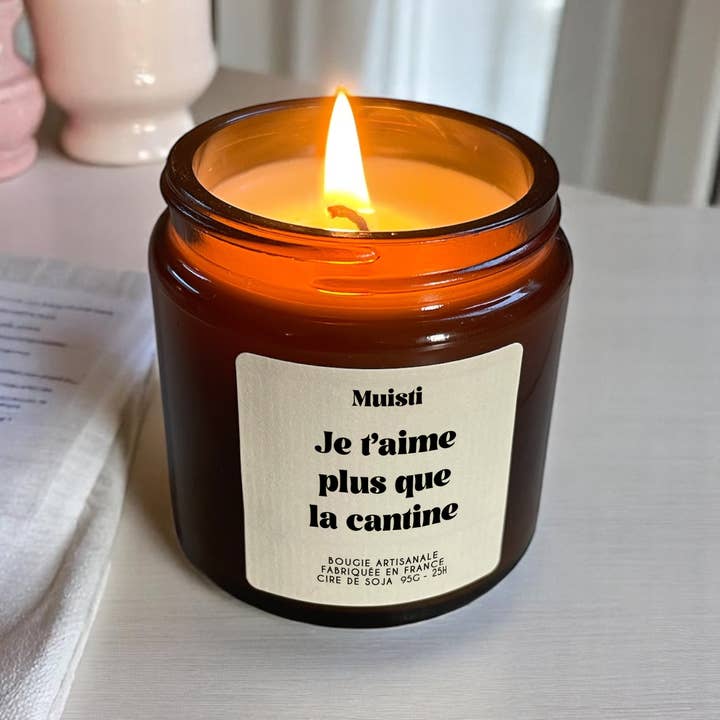 Muisti
Je t'aime
plus que
la cantine
BOUGIE ARTISANALE
FABRIQUÉE EN FRANCE
CIRE DE SOJA 95G - 25H